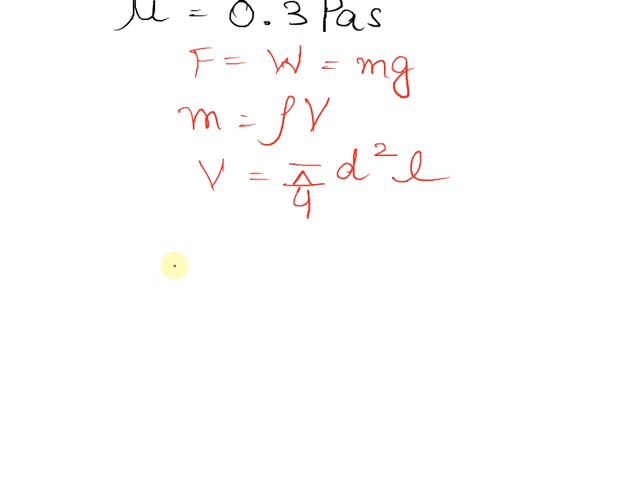 μ = 0.3 Pas
F = W = mg
m = ρV
V = π/4 d²l